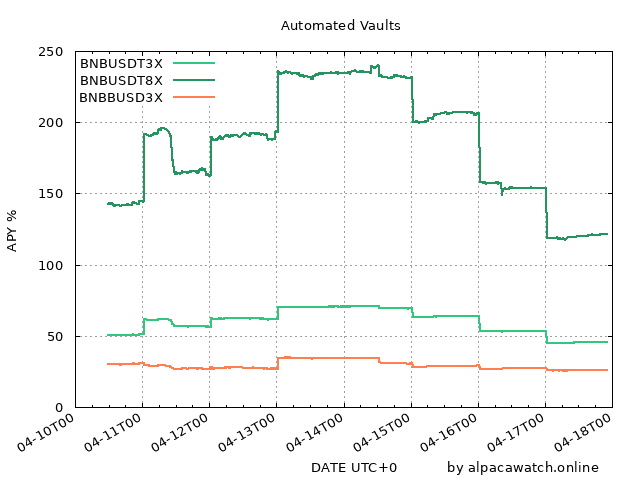 Automated Vaults
BNBUSDT3X
BNBUSDT8X
BNBBUSD3X
APY %
250
200
150
100
50
0
04-10T00
04-11T00
04-12T00
04-13T00
04-14T00
04-15T00
04-16T00
04-17T00
04-18T00
DATE UTC+0
by alpacawatch.online